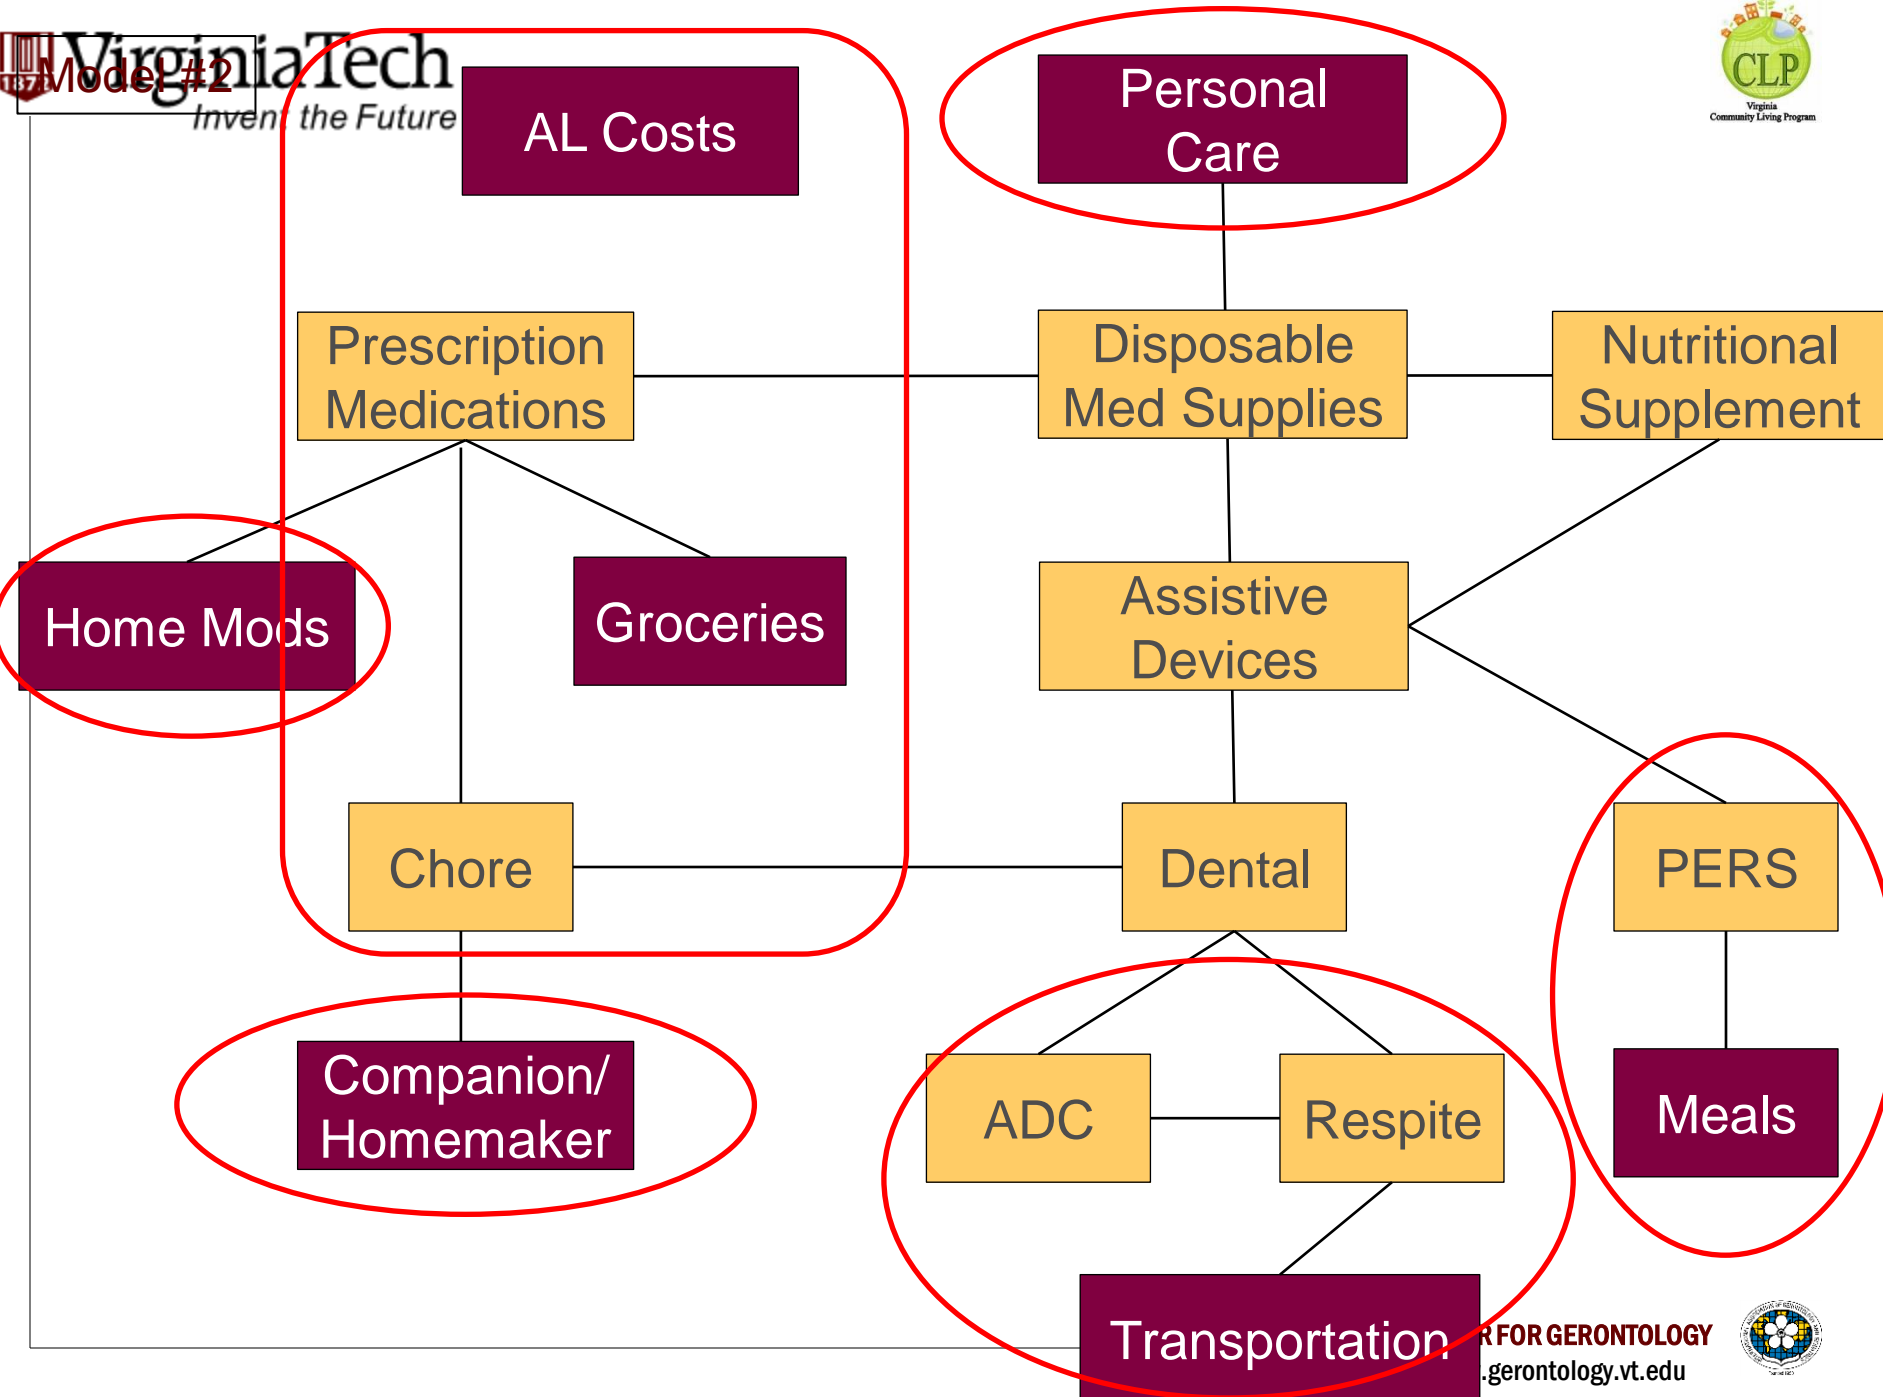 VirginiaTech
Model #2
Invent the Future
1872
CLP
Virginia
Community Living Program
AL Costs
Personal
Care
Prescription
Medications
Disposable
Med Supplies
Nutritional
Supplement
Home Mods
Groceries
Assistive
Devices
Chore
Dental
PERS
Companion/
Homemaker
ADC
Respite
Meals
Transportation
R FOR GERONTOLOGY
.gerontology.vt.edu